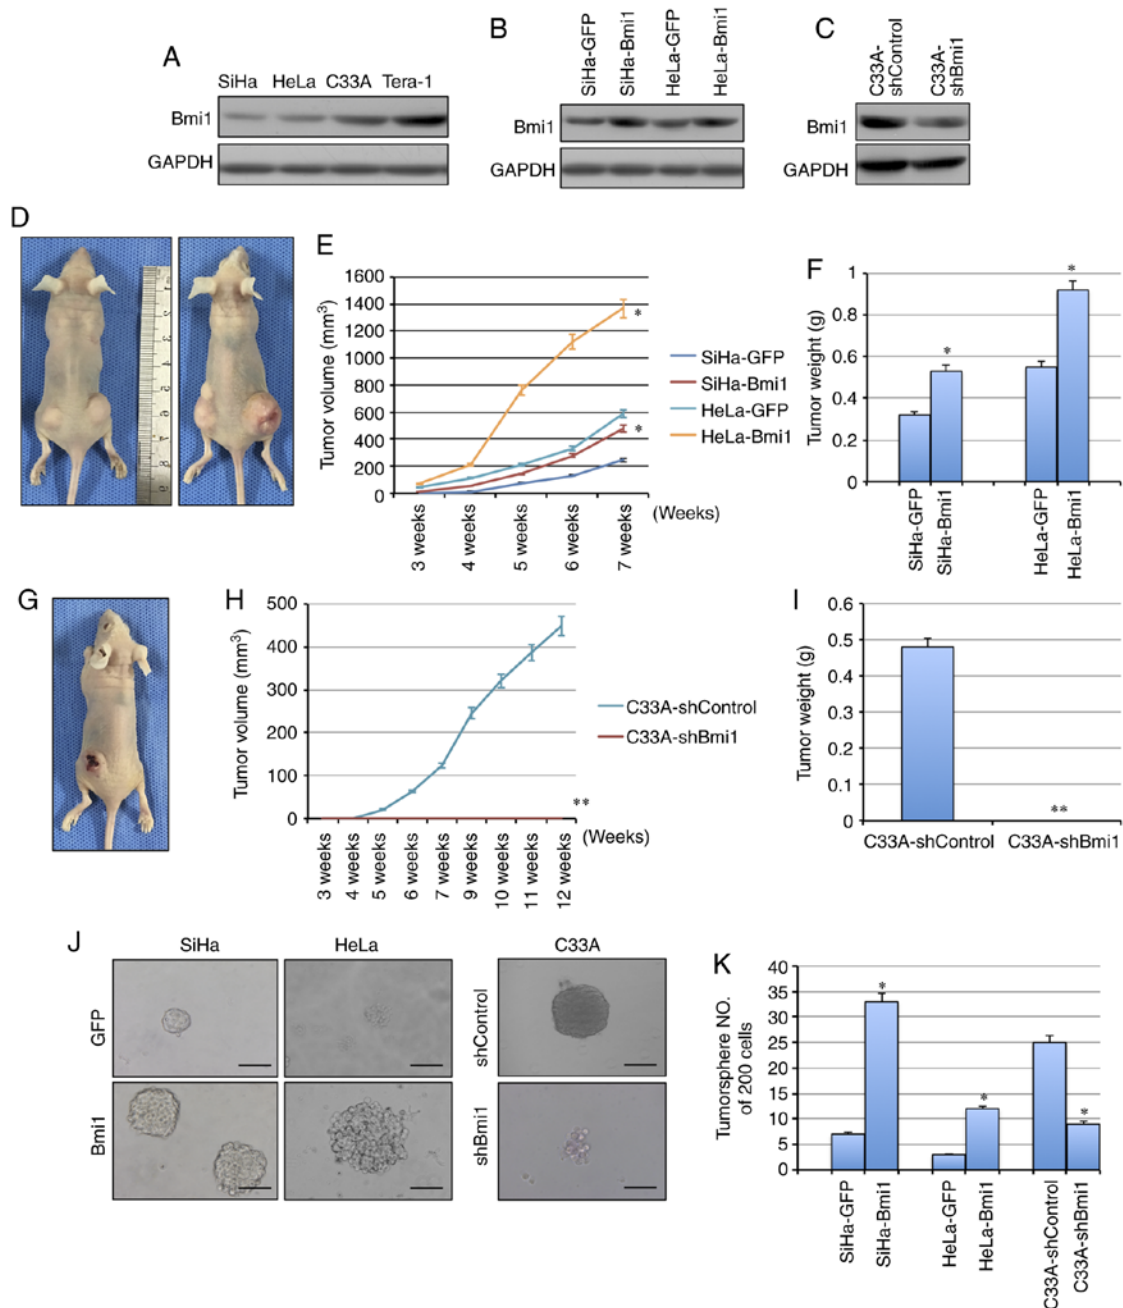 A
SiHa HeLa C33A Tera-1
Bmi1
GAPDH
B
SiHa-GFP
SiHa-Bmi1
HeLa-GFP
HeLa-Bmi1
Bmi1
GAPDH
C
C33A-
shControl
C33A-
shBmi1
Bmi1
GAPDH
D
E
Tumor volume (mm³)
1600
1400
1200
1000
800
600
400
200
0
*
*
3 weeks
4 weeks
5 weeks
6 weeks
7 weeks
(Weeks)
SiHa-GFP
SiHa-Bmi1
HeLa-GFP
HeLa-Bmi1
F
Tumor weight (g)
1
0.8
0.6
0.4
0.2
0
*
*
SiHa-GFP
SiHa-Bmi1
HeLa-GFP
HeLa-Bmi1
G
H
Tumor volume (mm³)
500
400
300
200
100
0
**
3 weeks
4 weeks
5 weeks
6 weeks
7 weeks
9 weeks
10 weeks
11 weeks
12 weeks
(Weeks)
C33A-shControl
C33A-shBmi1
I
Tumor weight (g)
0.6
0.5
0.4
0.3
0.2
0.1
0
**
C33A-shControl C33A-shBmi1
J
SiHa HeLa C33A
GFP
Bmi1
shControl
shBmi1
K
Tumorsphere NO.
of 200 cells
40
35
30
25
20
15
10
5
0
*
*
*
SiHa-GFP
SiHa-Bmi1
HeLa-GFP
HeLa-Bmi1
C33A-shControl
C33A-shBmi1